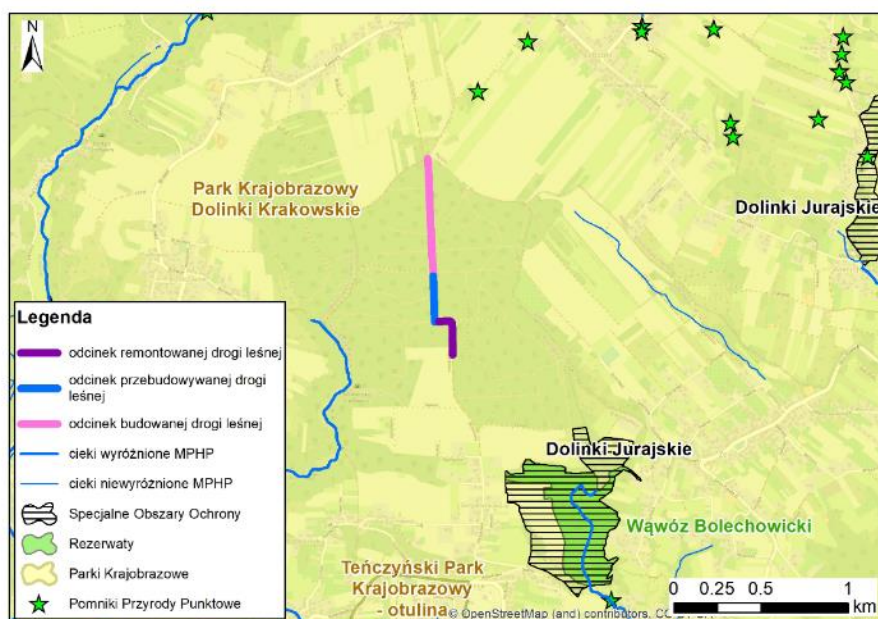 N
Park Krajobrazowy
Dolinki Krakowskie
Dolinki Jurajskie
Legenda
odcinek remontowanej drogi leśnej
odcinek przebudowywanej drogi
leśnej
odcinek budowanej drogi leśnej
cieki wyróżnione MPHP
cieki niewyróżnione MPHP
Specjalne Obszary Ochrony
Rezerwaty
Parki Krajobrazowe
Pomniki Przyrody Punktowe
Dolinki Jurajskie
Wąwóz Bolechowicki
Teńczyński Park
Krajobrazowy
- otulina
0 0.25 0.5 1
km
© OpenStreetMap (and) contributors,